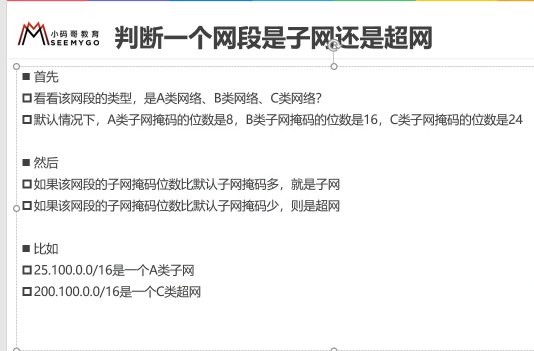 小码哥教育
SEEMYGO
判断一个网段是子网还是超网
首先
看看该网段的类型，是A类网络、B类网络、C类网络？
默认情况下，A类子网掩码的位数是8，B类子网掩码的位数是16，C类子网掩码的位数是24
然后
如果该网段的子网掩码位数比默认子网掩码多，就是子网
如果该网段的子网掩码位数比默认子网掩码少，则是超网
比如
25.100.0.0/16是一个A类子网
200.100.0.0/16是一个C类超网